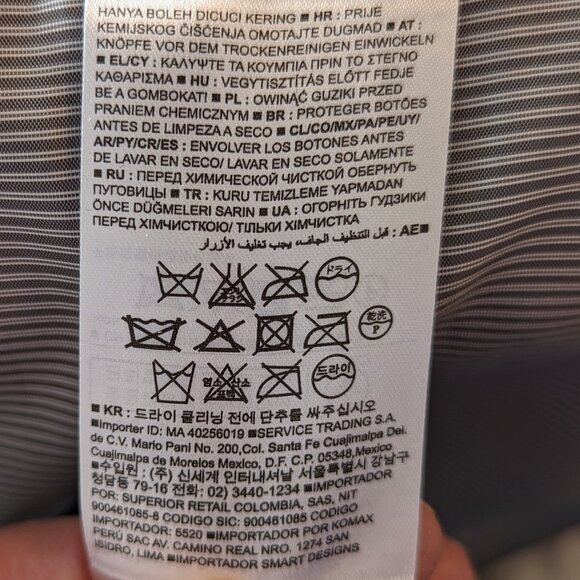 HANYA BOLEH DICUCI KERING ■ HR : PRIJE
KEMIJSKOG ČIŠĆENJA OMOTAJTE DUGMAD ■ AT :
KNÖPFE VOR DEM TROCKENREINIGEN EINWICKELN
■ EL/CY : ΚΑΛΥΨΤΕ ΤΑ ΚΟΥΜΠΙΑ ΠΡΙΝ ΤΟ ΣΤΕΓΝΟ
ΚΑΘΑΡΙΣΜΑ ■ HU : VEGYTISZTÍTÁS ELŐTT FEDJE
BE A GOMBOKAT! ■ PL : OWINĄĆ GUZIKI PRZED
PRANIEM CHEMICZNYM ■ BR : PROTEGER BOTÕES
ANTES DE LIMPEZA A SECO ■ CL/CO/MX/PA/PE/UY/
AR/PY/CR/ES : ENVOLVER LOS BOTONES ANTES
DE LAVAR EN SECO/ LAVAR EN SECO SOLAMENTE
■ RU : ПЕРЕД ХИМИЧЕСКОЙ ЧИСТКОЙ ОБЕРНУТЬ
ПУГОВИЦЫ ■ TR : KURU TEMIZLEME YAPMADAN
ÖNCE DÜĞMELERI SARIN ■ UA : ОГОРНІТЬ ГУДЗИКИ
ПЕРЕД ХІМЧИСТКОЮ/ ТІЛЬКИ ХІМЧИСТКА
■ AE : قبل التنظيف الجاف، يجب تغليف الأزرار
ドライ
乾洗 P
염소 산소 표백 드라이
■ KR : 드라이 클리닝 전에 단추를 싸주십시오
■Importer ID: MA 40256019 ■SERVICE TRADING S.A.
de C.V. Mario Pani No. 200,Col. Santa Fe Cuajimalpa Del.
Cuajimalpa de Morelos Mexico, D.F. C.P. 05348,Mexico
■수입원 : (주) 신세계 인터내셔날 서울특별시 강남구
청담동 79-16 전화: 02) 3440-1234 ■IMPORTADO
POR: SUPERIOR RETAIL COLOMBIA, SAS, NIT
900461085-8 CODIGO SIC: 900461085 CODIGO
IMPORTADOR: 5520 ■IMPORTADOR POR KOMAX
PERÚ SAC AV. CAMINO REAL NRO. 1274 SAN
ISIDRO, LIMA ■IMPORTADOR SMART DESIGNS